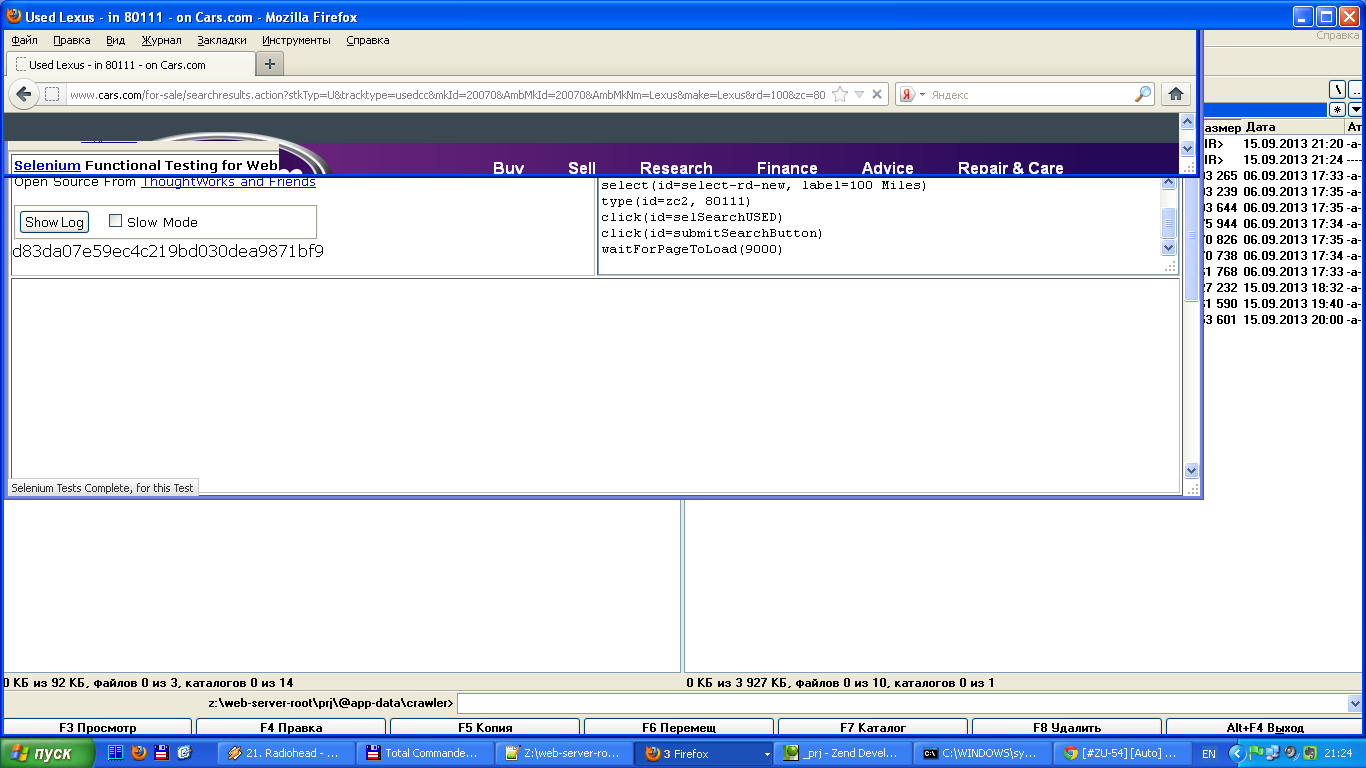 Used Lexus - in 80111 - on Cars.com - Mozilla Firefox
Файл Правка Вид Журнал Закладки Инструменты Справка
Справка
Used Lexus - in 80111 - on Cars.com +
www.cars.com/for-sale/searchresults.action?stkTyp=U&tracktype=usedcc&mkId=20070&AmbMkId=20070&AmbMkNm=Lexus&make=Lexus&rd=100&zc=80
Яндекс
\ ..
* 
азмер Дата Ат
IR> 15.09.2013 21:20 -a-
IR> 15.09.2013 21:24 ----
3 265 06.09.2013 17:33 -a-
3 239 06.09.2013 17:35 -a-
3 644 06.09.2013 17:35 -a-
5 944 06.09.2013 17:34 -a-
0 826 06.09.2013 17:35 -a-
0 738 06.09.2013 17:34 -a-
1 768 06.09.2013 17:33 -a-
7 232 15.09.2013 18:32 -a-
1 590 15.09.2013 19:40 -a-
3 601 15.09.2013 20:00 -a-
Buy Sell Research Finance Advice Repair & Care
Selenium Functional Testing for Web
Open Source From ThoughtWorks and Friends
Show Log Slow Mode
d83da07e59ec4c219bd030dea9871bf9
select(id=select-rd-new, label=100 Miles)
type(id=zc2, 80111)
click(id=selSearchUSED)
click(id=submitSearchButton)
waitForPageToLoad(9000)
Selenium Tests Complete, for this Test
0 КБ из 92 КБ, файлов 0 из 3, каталогов 0 из 14
0 КБ из 3 927 КБ, файлов 0 из 10, каталогов 0 из 1
z:\web-server-root\prj\@app-data\crawler>
F3 Просмотр F4 Правка F5 Копия F6 Перемещ F7 Каталог F8 Удалить Alt+F4 Выход
пуск 21. Radiohead - ... Total Commande... Z:\web-server-ro... 3 Firefox _prj - Zend Devel... C:\WINDOWS\sy... [#ZU-54] [Auto] ... EN 21:24